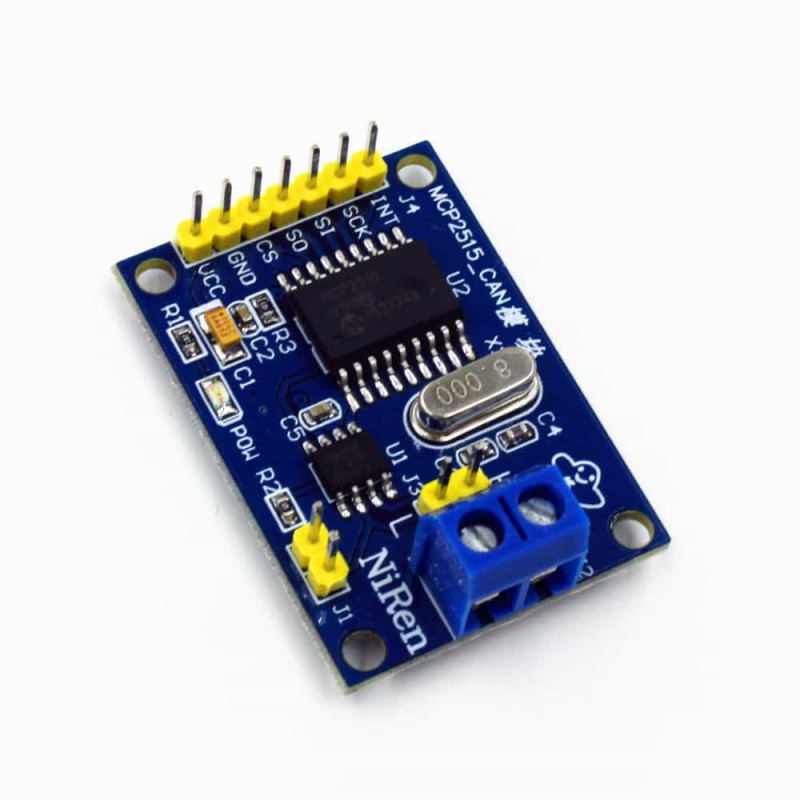 VCC
GND
CS
SO
SI
SCK
INT
J4
MCP2515_CAN模块
R1
C1
C2
R3
U2
8.000
POW
C5
U1
J3
C4
H
R2
L
J1
NiRen